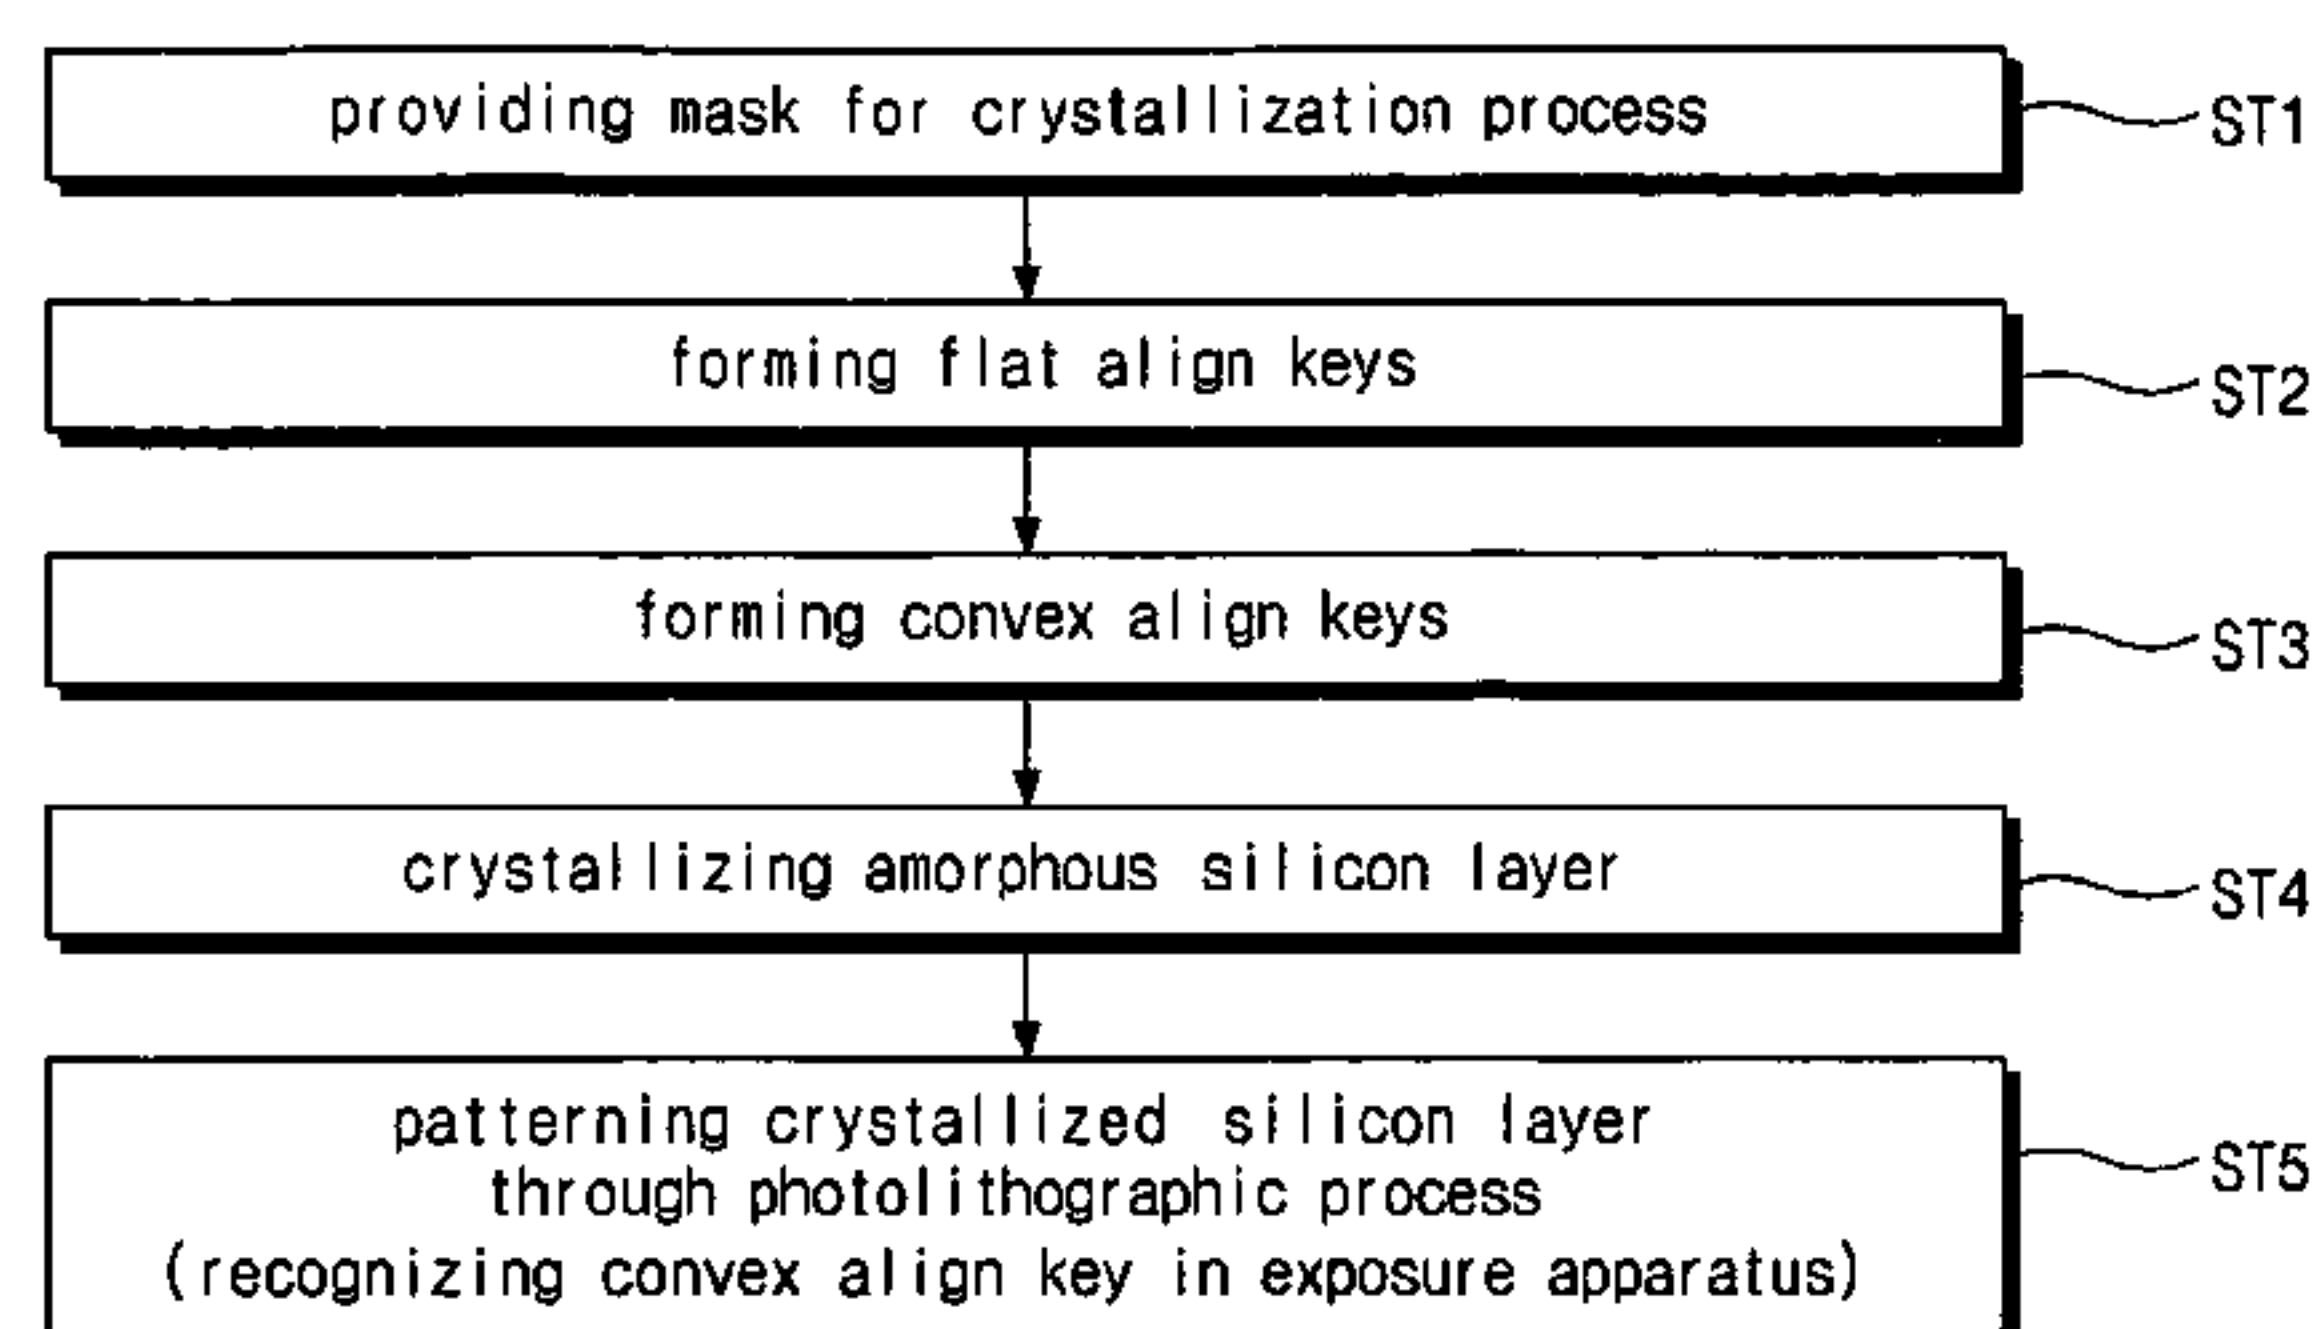 providing mask for crystallization process
ST1
forming flat align keys
ST2
forming convex align keys
ST3
crystallizing amorphous silicon layer
ST4
patterning crystallized silicon layer
through photolithographic process
(recognizing convex align key in exposure apparatus)
ST5